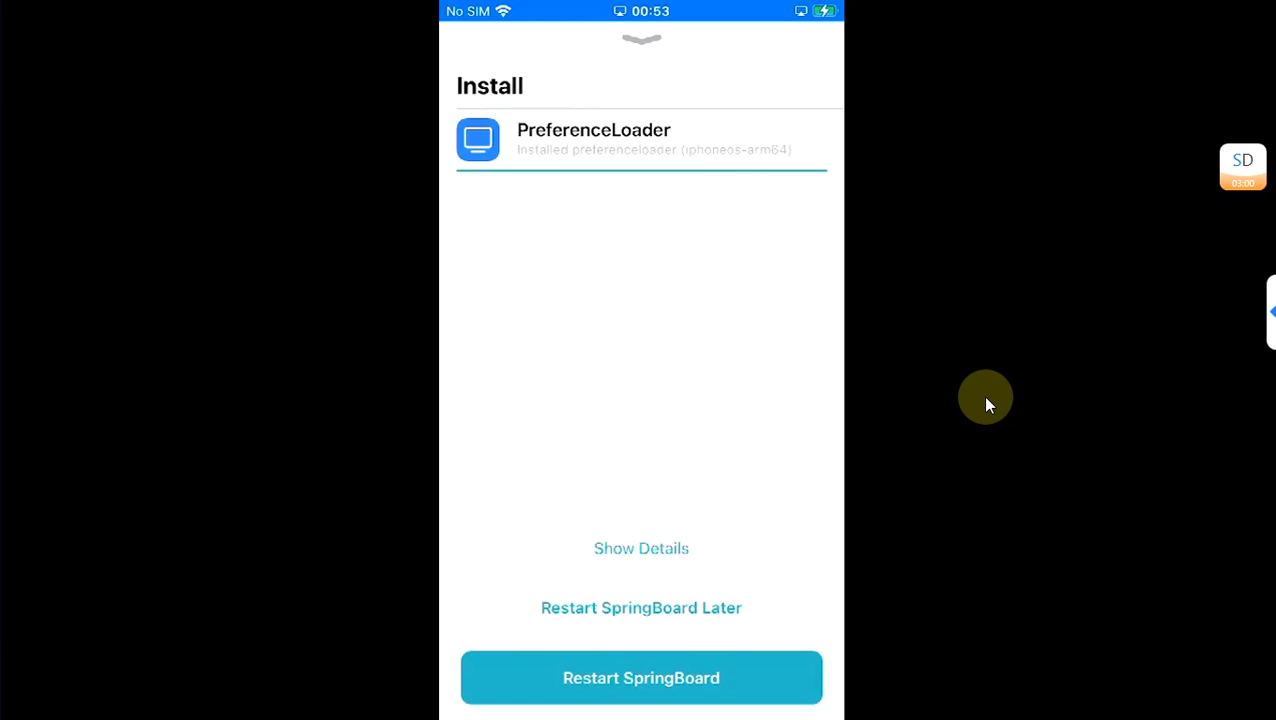 No SIM 00:53
Install
PreferenceLoader
Installed preferenceloader (iphoneos-arm64)
SD
03:00
Show Details
Restart SpringBoard Later
Restart SpringBoard